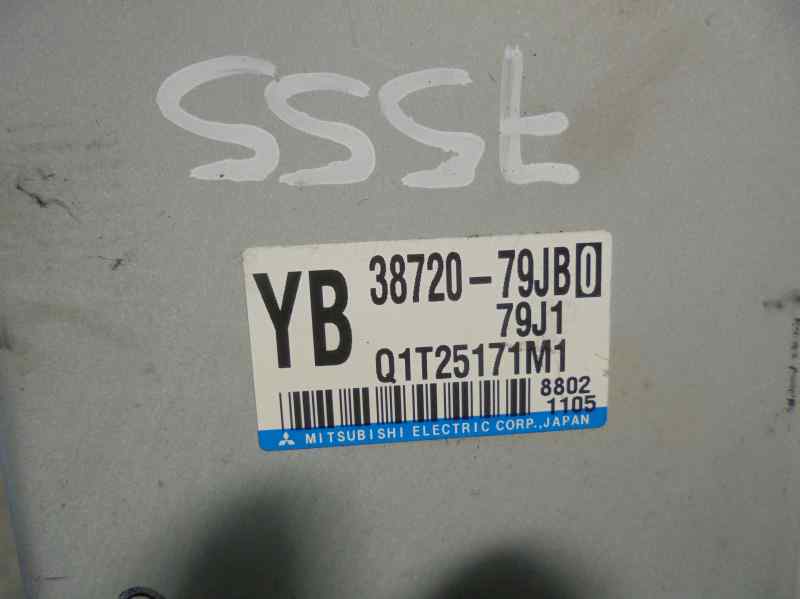 SSSt
YB 38720-79JB0
79J1
Q1T25171M1
8802
1105
MITSUBISHI ELECTRIC CORP., JAPAN